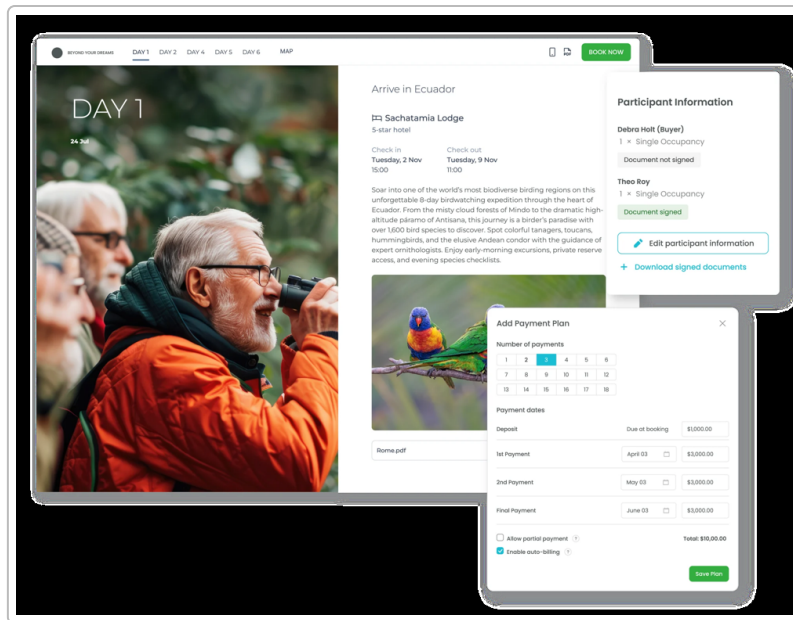 BEYOND YOUR DREAMS
DAY 1 DAY 2 DAY 4 DAY 5 DAY 6 MAP
BOOK NOW
DAY 1
24 Jul
Arrive in Ecuador
Sachatamia Lodge
5-star hotel
Check in Check out
Tuesday, 2 Nov Tuesday, 9 Nov
15:00 11:00
Soar into one of the world's most biodiverse birding regions on this
unforgettable 8-day birdwatching expedition through the heart of
Ecuador. From the misty cloud forests of Mindo to the dramatic high-
altitude páramo of Antisana, this journey is a birder's paradise with
over 1,600 bird species to discover. Spot colorful tanagers, toucans,
hummingbirds, and the elusive Andean condor with the guidance of
expert ornithologists. Enjoy early-morning excursions, private reserve
access, and evening species checklists.
Rome.pdf
Participant Information
Debra Holt (Buyer)
1 × Single Occupancy
Document not signed
Theo Roy
1 × Single Occupancy
Document signed
Edit participant information
+ Download signed documents
Add Payment Plan
Number of payments
1 2 3 4 5 6
7 8 9 10 11 12
13 14 15 16 17 18
Payment dates
Deposit Due at booking $1,000.00
1st Payment April 03 $3,000.00
2nd Payment May 03 $3,000.00
Final Payment June 03 $3,000.00
Allow partial payment ?
Total: $10,00.00
Enable auto-billing ?
Save Plan